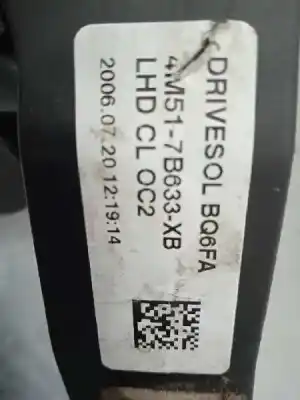 DRIVESOL BQ6FA
4M51-7B633-XB
LHD CL OC2
2006.07.20 12:19:14